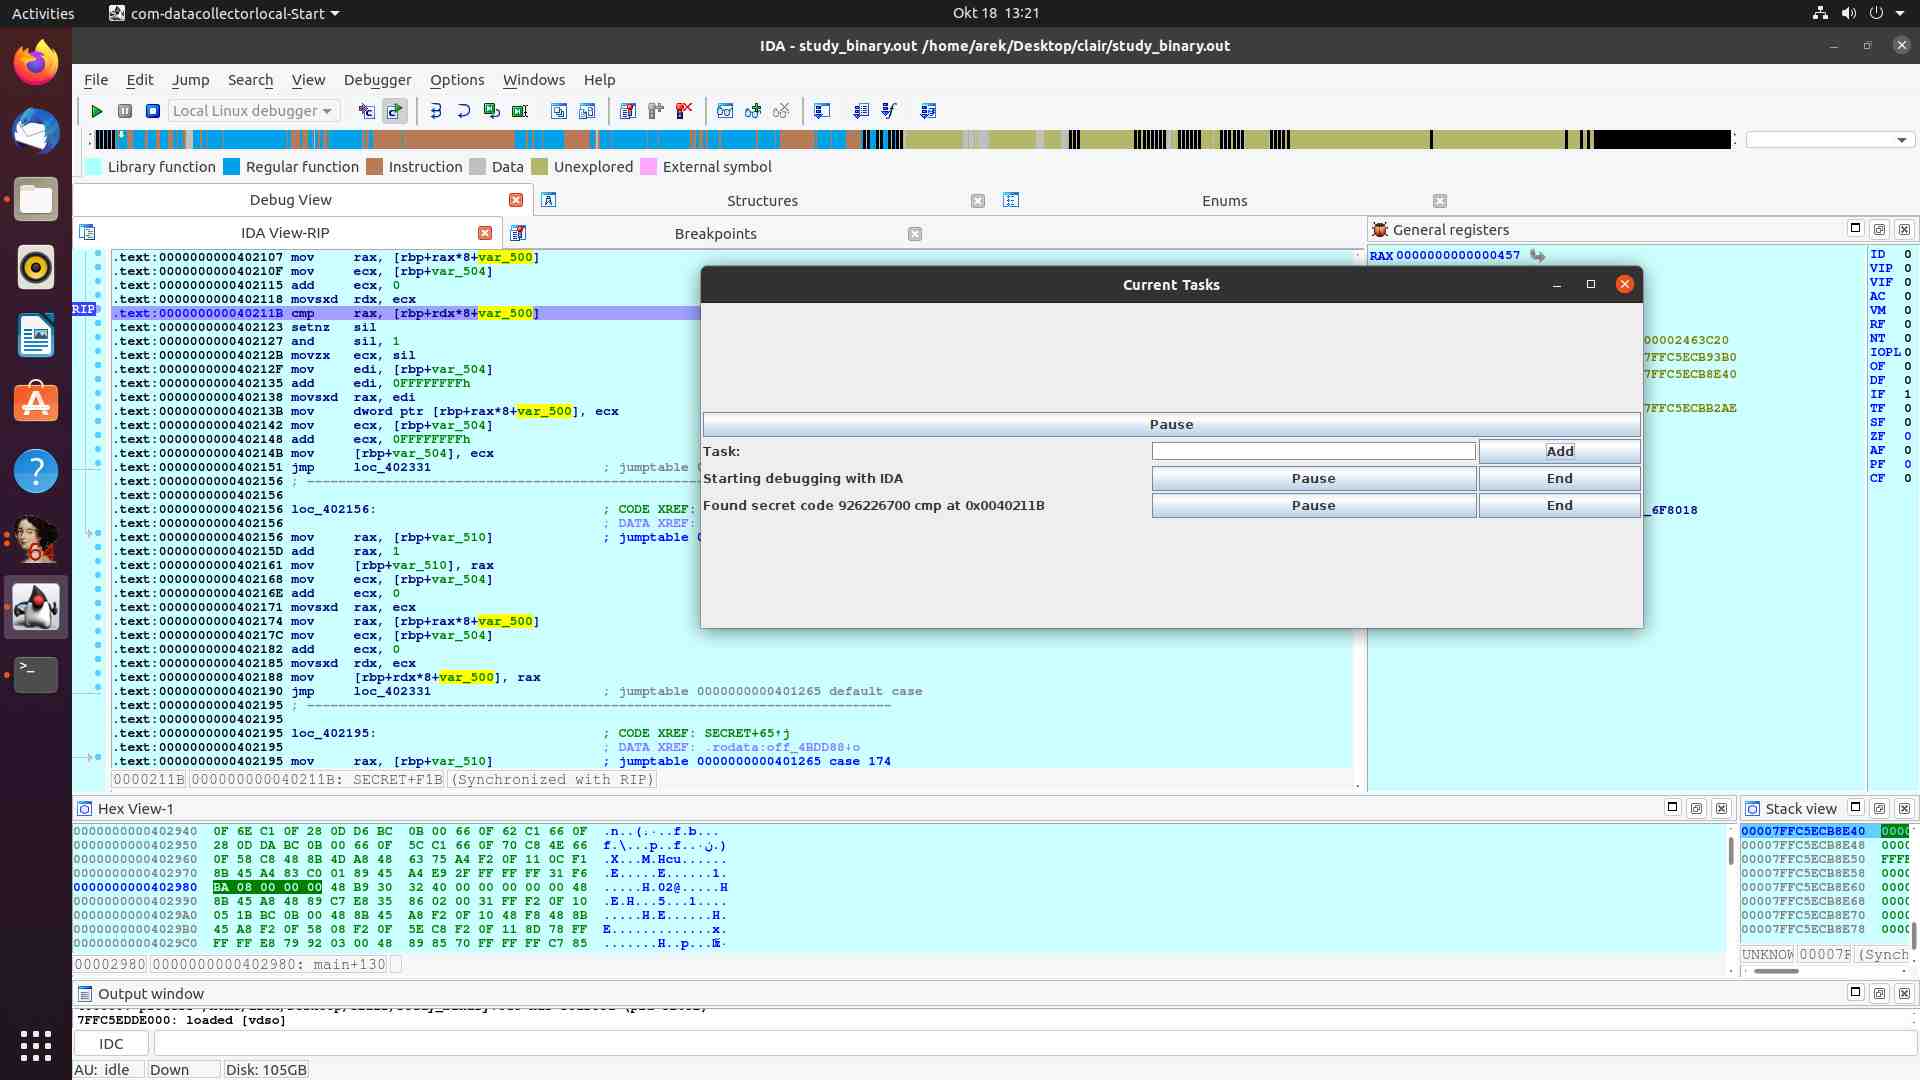 Activities
com-datacollectorlocal-Start
Okt 18 13:21
IDA - study_binary.out /home/arek/Desktop/clair/study_binary.out
File Edit Jump Search View Debugger Options Windows Help
Local Linux debugger
Library function Regular function Instruction Data Unexplored External symbol
Debug View Structures Enums
IDA View-RIP Breakpoints
.text:0000000000402107 mov rax, [rbp+rax*8+var_500]
.text:000000000040210F mov ecx, [rbp+var_504]
.text:0000000000402115 add ecx, 0
.text:0000000000402118 movsxd rdx, ecx
RIP
.text:000000000040211B cmp rax, [rbp+rdx*8+var_500]
.text:0000000000402123 setnz sil
.text:0000000000402127 and sil, 1
.text:000000000040212B movzx ecx, sil
.text:000000000040212F mov edi, [rbp+var_504]
.text:0000000000402135 add edi, 0FFFFFFFFh
.text:0000000000402138 movsxd rax, edi
.text:000000000040213B mov dword ptr [rbp+rax*8+var_500], ecx
.text:0000000000402142 mov ecx, [rbp+var_504]
.text:0000000000402148 add ecx, 0FFFFFFFFh
.text:000000000040214B mov [rbp+var_504], ecx
.text:0000000000402151 jmp loc_402331 ; jumptable 0
.text:0000000000402156 ; ---------------------------------------------------------------------------
.text:0000000000402156
.text:0000000000402156 loc_402156: ; CODE XREF:
.text:0000000000402156 ; DATA XREF:
.text:0000000000402156 mov rax, [rbp+var_510] ; jumptable 0
.text:000000000040215D add rax, 1
.text:0000000000402161 mov [rbp+var_510], rax
.text:0000000000402168 mov ecx, [rbp+var_504]
.text:000000000040216E add ecx, 0
.text:0000000000402171 movsxd rax, ecx
.text:0000000000402174 mov rax, [rbp+rax*8+var_500]
.text:000000000040217C mov ecx, [rbp+var_504]
.text:0000000000402182 add ecx, 0
.text:0000000000402185 movsxd rdx, ecx
.text:0000000000402188 mov [rbp+rdx*8+var_500], rax
.text:0000000000402190 jmp loc_402331 ; jumptable 0000000000401265 default case
.text:0000000000402195 ; ---------------------------------------------------------------------------
.text:0000000000402195
.text:0000000000402195 loc_402195: ; CODE XREF: SECRET+65↑j
.text:0000000000402195 ; DATA XREF: .rodata:off_4BDD88↓o
.text:0000000000402195 mov rax, [rbp+var_510] ; jumptable 0000000000401265 case 174
0000211B 000000000040211B: SECRET+F1B (Synchronized with RIP)
Current Tasks
Pause
Task: Add
Starting debugging with IDA Pause End
Found secret code 926226700 cmp at 0x0040211B Pause End
General registers
RAX 0000000000000457
00002463C20
7FFC5ECB93B0
7FFC5ECB8E40
7FFC5ECBB2AE
_6F8018
ID 0
VIP 0
VIF 0
AC 0
VM 0
RF 0
NT 0
IOPL 0
OF 0
DF 0
IF 1
TF 0
SF 0
ZF 0
AF 0
PF 0
CF 0
Hex View-1
0000000000402940 0F 6E C1 0F 28 0D D6 BC 0B 00 66 0F 62 C1 66 0F
0000000000402950 28 0D DA BC 0B 00 66 0F 5C C1 66 0F 70 C8 4E 66
0000000000402960 0F 58 C8 48 8B 4D A8 48 63 75 A4 F2 0F 11 0C F1
0000000000402970 8B 45 A4 83 C0 01 89 45 A4 E9 2F FF FF FF 31 F6
0000000000402980 BA 08 00 00 00 48 B9 30 32 40 00 00 00 00 00 48
0000000000402990 8B 45 A8 48 89 C7 E8 35 86 02 00 31 FF F2 0F 10
00000000004029A0 05 1B BC 0B 00 48 8B 45 A8 F2 0F 10 48 F8 48 8B
00000000004029B0 45 A8 F2 0F 58 08 F2 0F 5E C8 F2 0F 11 8D 78 FF
00000000004029C0 FF FF E8 79 92 03 00 48 89 85 70 FF FF FF C7 85
00002980 0000000000402980: main+130
Stack view
00007FFC5ECB8E40 000
00007FFC5ECB8E48 0000
00007FFC5ECB8E50 FFFF
00007FFC5ECB8E58 0000
00007FFC5ECB8E60 0000
00007FFC5ECB8E68 0000
00007FFC5ECB8E70 0000
00007FFC5ECB8E78 0000
UNKNOW 00007F (Synch
Output window
7FFC5EDDE000: loaded [vdso]
IDC
AU: idle Down Disk: 105GB